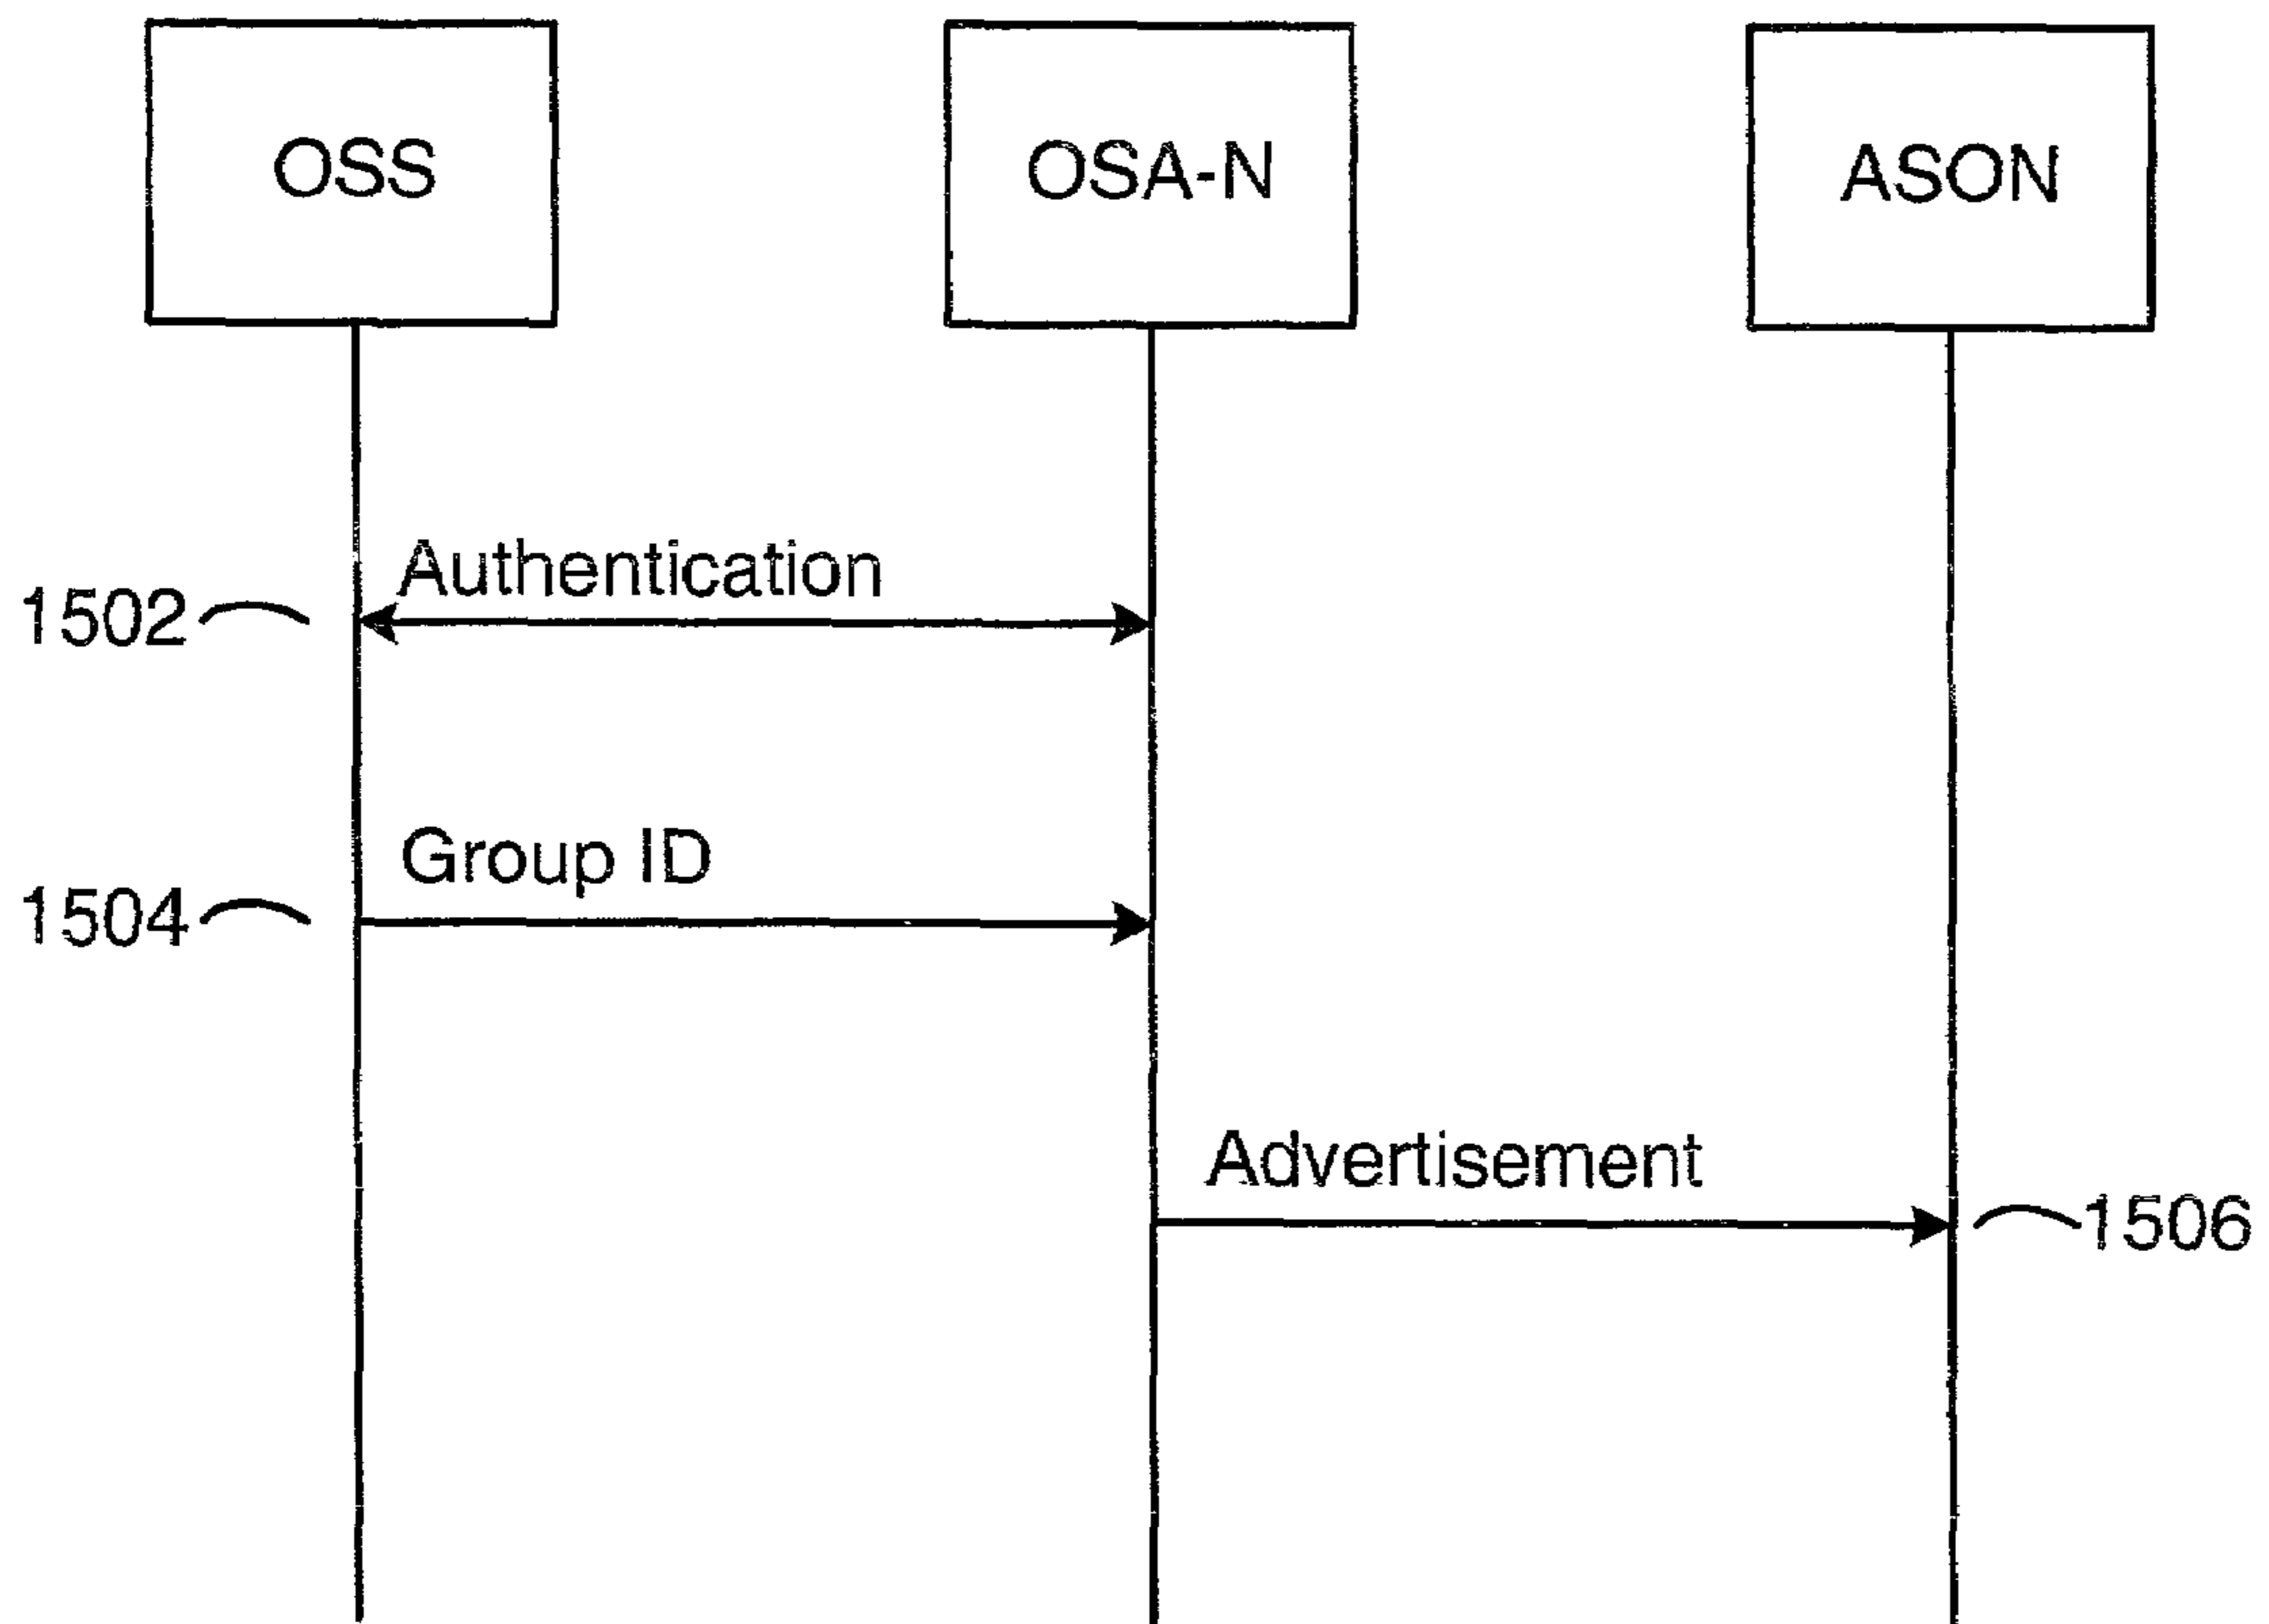 OSS
OSA-N
ASON
Authentication
1502
Group ID
1504
Advertisement
1506